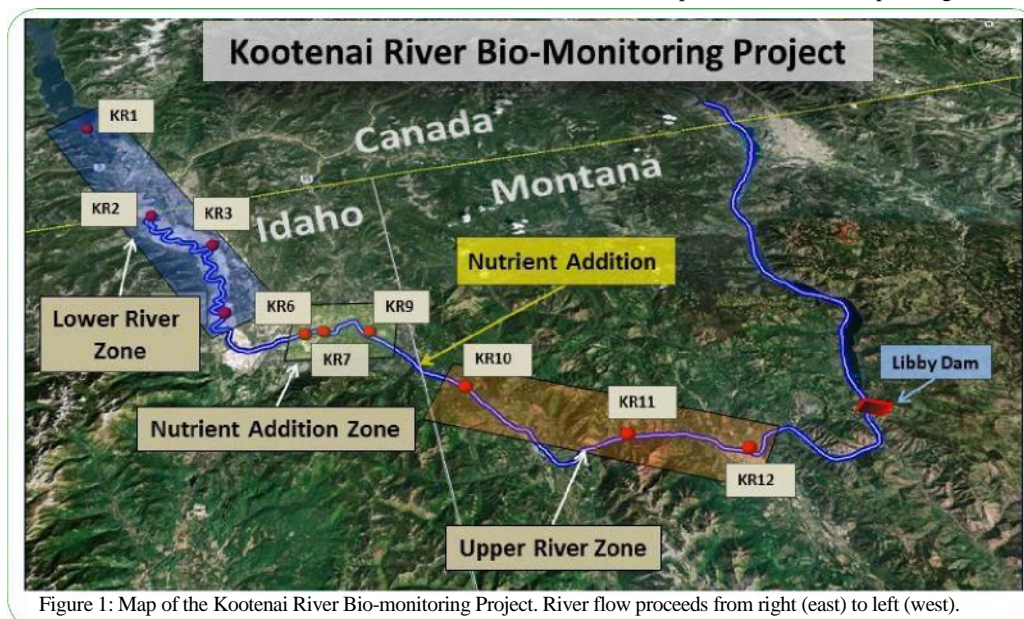 Kootenai River Bio-Monitoring Project
KR1
Canada
Montana
KR2
KR3
Idaho
Nutrient Addition
KR6
KR9
Lower River
Zone
KR7
KR10
Libby Dam
KR11
Nutrient Addition Zone
KR12
Upper River Zone
Figure 1: Map of the Kootenai River Bio-monitoring Project. River flow proceeds from right (east) to left (west).